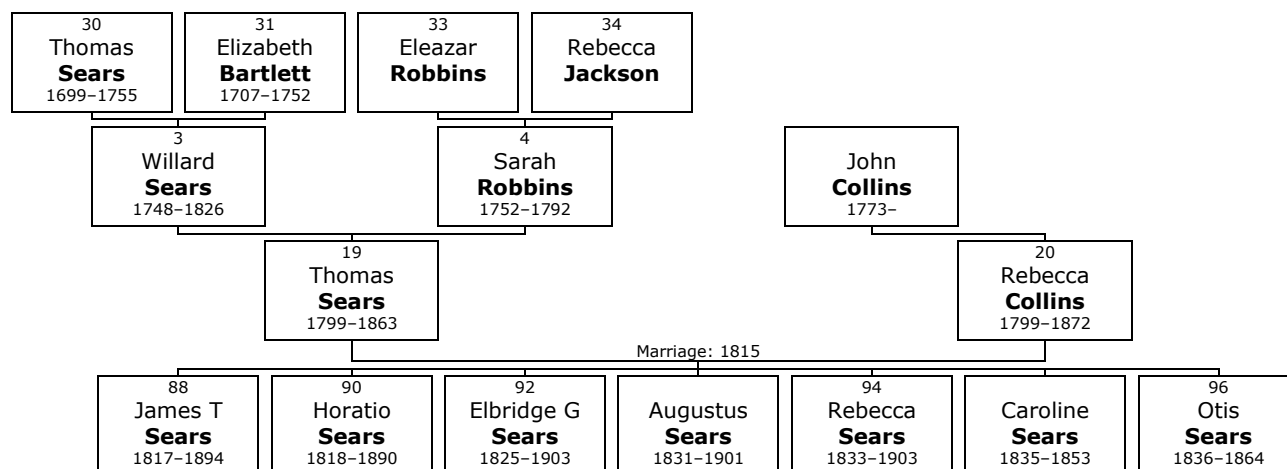 30
Thomas
Sears
1699–1755
31
Elizabeth
Bartlett
1707–1752
33
Eleazar
Robbins
34
Rebecca
Jackson
3
Willard
Sears
1748–1826
4
Sarah
Robbins
1752–1792
John
Collins
1773–
19
Thomas
Sears
1799–1863
20
Rebecca
Collins
1799–1872
Marriage: 1815
88
James T
Sears
1817–1894
90
Horatio
Sears
1818–1890
92
Elbridge G
Sears
1825–1903
Augustus
Sears
1831–1901
94
Rebecca
Sears
1833–1903
Caroline
Sears
1835–1853
96
Otis
Sears
1836–1864